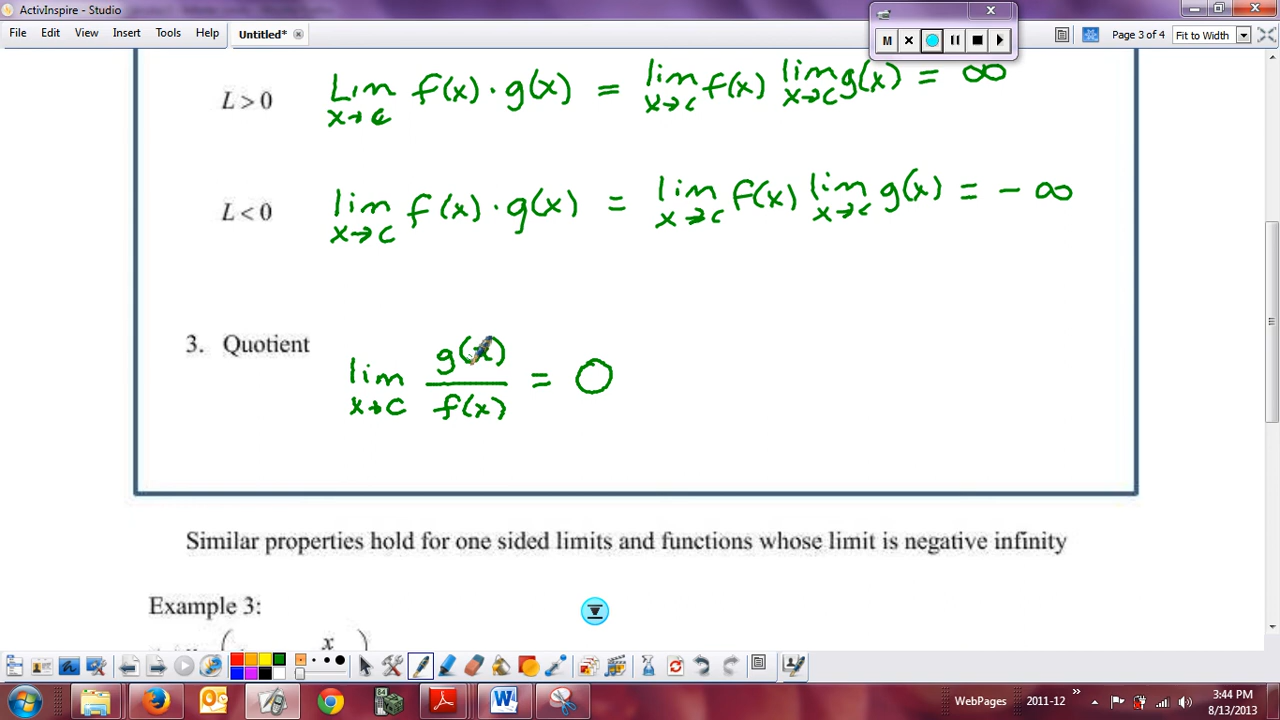 ActivInspire - Studio
File Edit View Insert Tools Help Untitled* Page 3 of 4 Fit to Width
M
L > 0 Lim x→c f(x) · g(x) = lim x→c f(x) lim x→c g(x) = ∞
L < 0 lim x→c f(x) · g(x) = lim x→c f(x) lim x→c g(x) = - ∞
3. Quotient lim x→c g(x)/f(x) = 0
Similar properties hold for one sided limits and functions whose limit is negative infinity
Example 3:
x
WebPages 2011-12 3:44 PM
8/13/2013